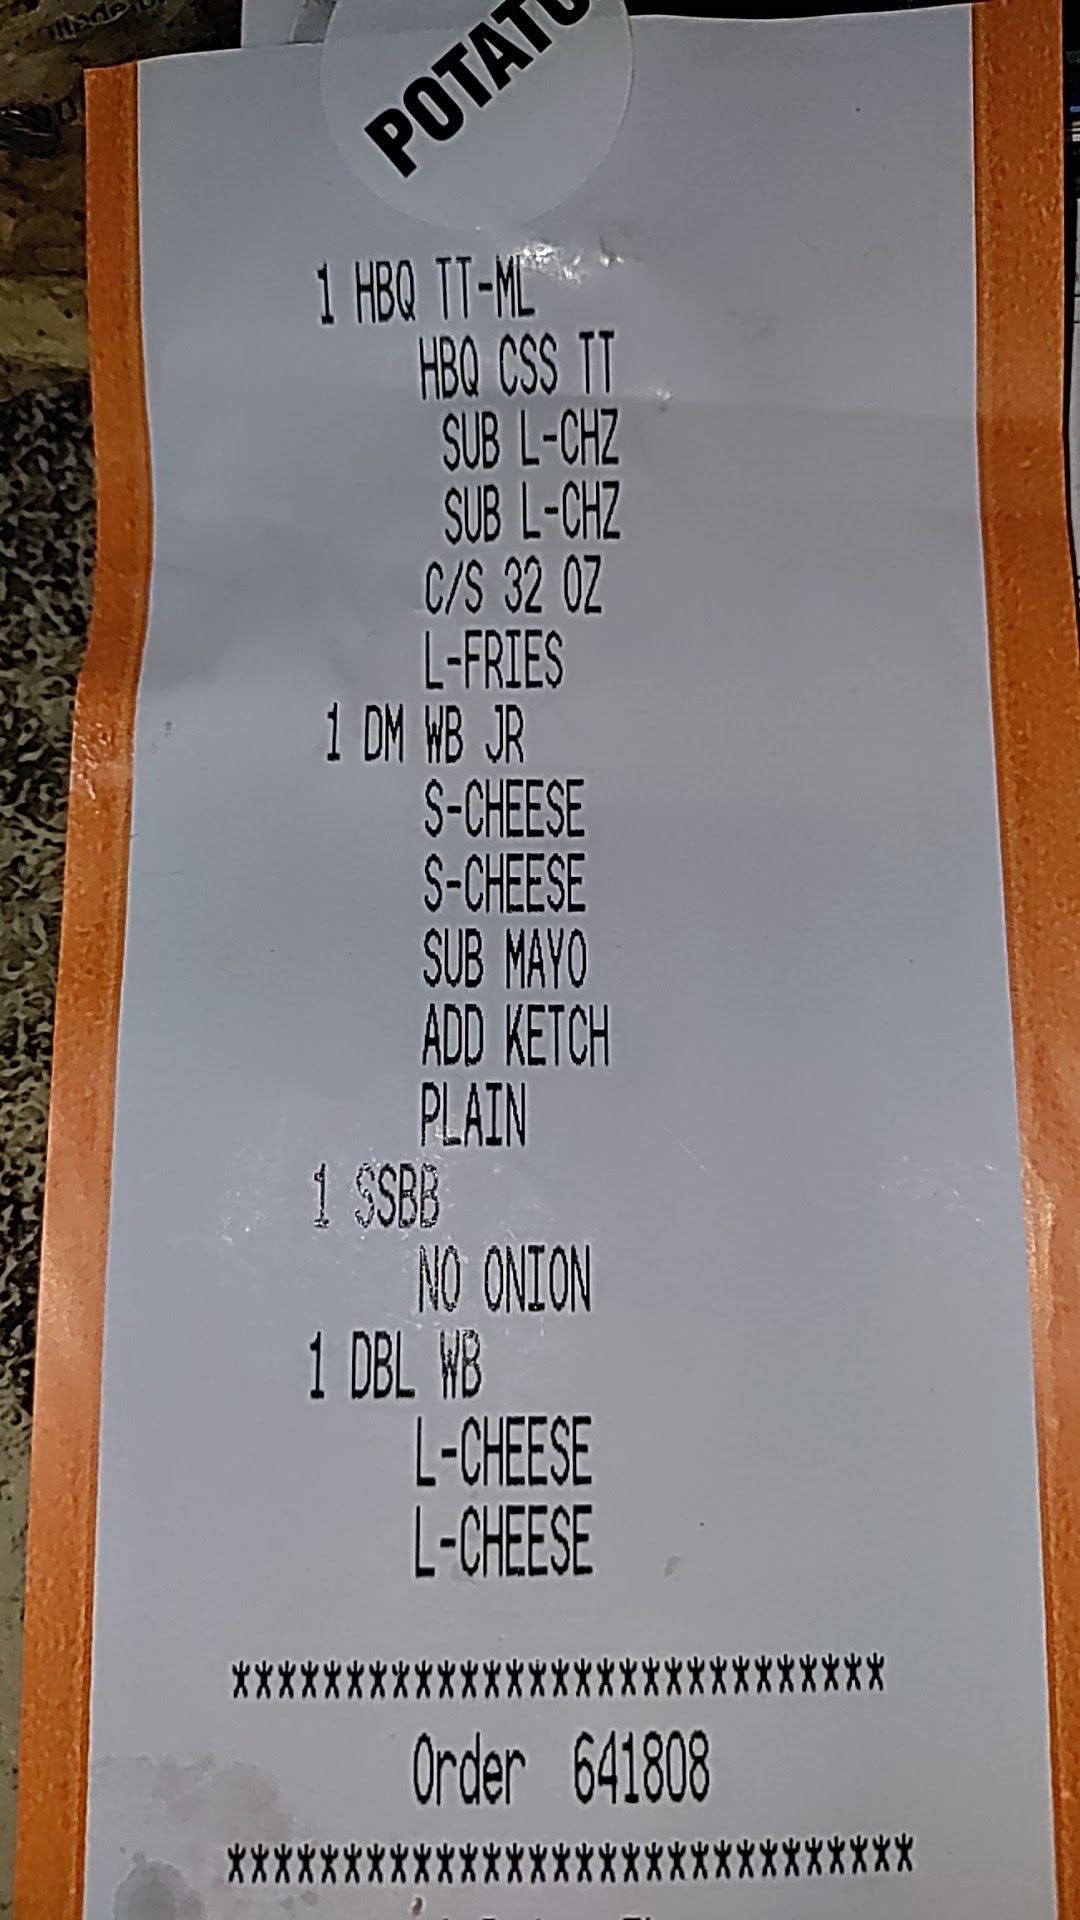 POTATO
1 HBQ TT-ML
HBQ CSS TT
SUB L-CHZ
SUB L-CHZ
C/S 32 OZ
L-FRIES
1 DM WB JR
S-CHEESE
S-CHEESE
SUB MAYO
ADD KETCH
PLAIN
1 SSBB
NO ONION
1 DBL WB
L-CHEESE
L-CHEESE
*****************************
Order 641808
******************************